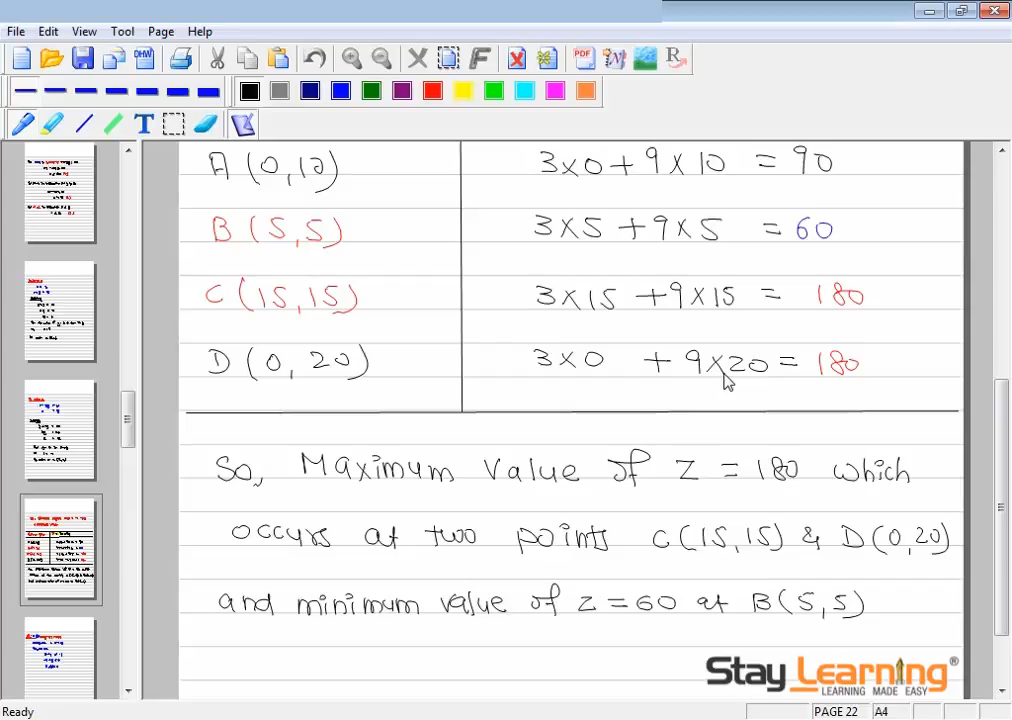 File Edit View Tool Page Help
DHW PDF
A (0,10) 3×0+9×10 = 90
B (5,5) 3×5 +9×5 = 60
C (15,15) 3×15 +9×15 = 180
D (0, 20) 3×0 + 9×20 = 180
So, Maximum value of Z = 180 which
occurs at two points C(15,15) & D(0,20)
and minimum value of Z = 60 at B(5,5)
Stay Learning®
LEARNING MADE EASY
Ready PAGE 22 A4